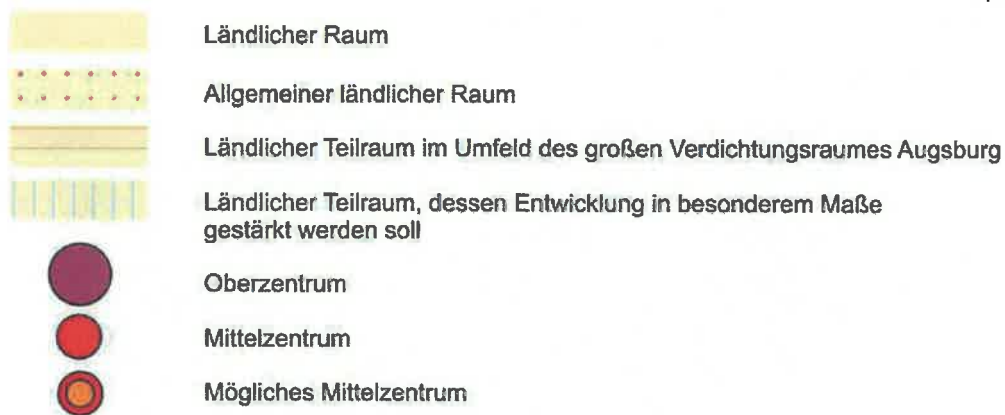 Ländlicher Raum
Allgemeiner ländlicher Raum
Ländlicher Teilraum im Umfeld des großen Verdichtungsraumes Augsburg
Ländlicher Teilraum, dessen Entwicklung in besonderem Maße
gestärkt werden soll
Oberzentrum
Mittelzentrum
Mögliches Mittelzentrum